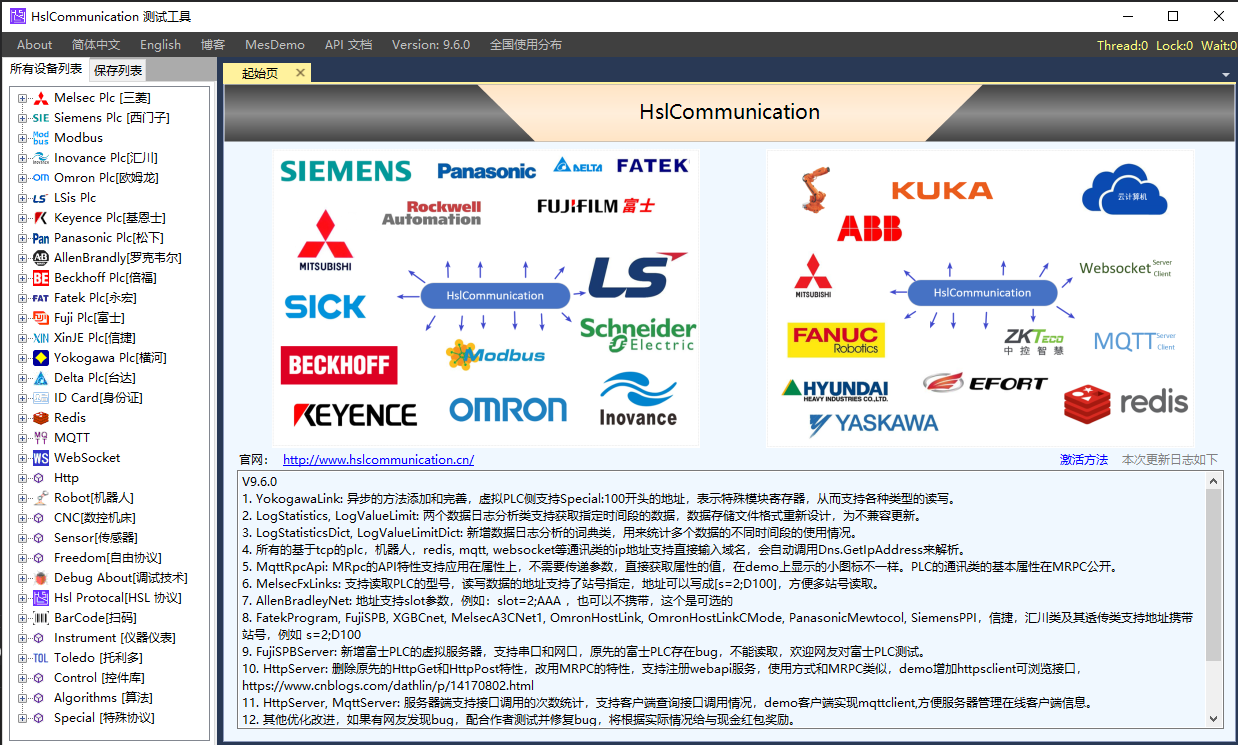 HslCommunication 测试工具
About 简体中文 English 博客 MesDemo API 文档 Version: 9.6.0 全国使用分布
Thread:0 Lock:0 Wait:0
所有设备列表 保存列表
Melsec Plc [三菱]
SIE Siemens Plc [西门子]
Mod bus Modbus
Inovance Plc[汇川]
om Omron Plc[欧姆龙]
LS LSis Plc
K Keyence Plc[基恩士]
Pan Panasonic Plc[松下]
AB AllenBrandly[罗克韦尔]
BE Beckhoff Plc[倍福]
FAT Fatek Plc[永宏]
Fuji Plc[富士]
XIN XinJE Plc[信捷]
Yokogawa Plc[横河]
Delta Plc[台达]
ID Card[身份证]
Redis
MQTT MQTT
WS WebSocket
Http
Robot[机器人]
CNC[数控机床]
Sensor[传感器]
Freedom[自由协议]
Debug About[调试技术]
Hsl Protocal[HSL 协议]
BarCode[扫码]
Instrument [仪器仪表]
TOL Toledo [托利多]
Control [控件库]
Algorithms [算法]
Special [特殊协议]
起始页
HslCommunication
SIEMENS
Panasonic
DELTA
FATEK
Rockwell
Automation
FUJIFILM 富士
MITSUBISHI
LS
HslCommunication
SICK
Schneider
Electric
BECKHOFF
Modbus
KEYENCE
OMRON
Inovance
KUKA
云计算机
ABB
Websocket Server
Client
MITSUBISHI
HslCommunication
FANUC
Robotics
ZKTECO
中控智慧
MQTT Server
Client
HYUNDAI
HEAVY INDUSTRIES CO.,LTD.
EFORT
redis
YASKAWA
官网: http://www.hslcommunication.cn/
激活方法 本次更新日志如下
V9.6.0
1. YokogawaLink: 异步的方法添加和完善，虚拟PLC侧支持Special:100开头的地址，表示特殊模块寄存器，从而支持各种类型的读写。
2. LogStatistics, LogValueLimit: 两个数据日志分析类支持获取指定时间段的数据，数据存储文件格式重新设计，为不兼容更新。
3. LogStatisticsDict, LogValueLimitDict: 新增数据日志分析的词典类，用来统计多个数据的不同时间段的使用情况。
4. 所有的基于tcp的plc，机器人，redis, mqtt, websocket等通讯类的ip地址支持直接输入域名，会自动调用Dns.GetIpAddress来解析。
5. MqttRpcApi: MRpc的API特性支持应用在属性上，不需要传递参数，直接获取属性的值，在demo上显示的小图标不一样。PLC的通讯类的基本属性在MRPC公开。
6. MelsecFxLinks: 支持读取PLC的型号，读写数据的地址支持了站号指定，地址可以写成[s=2;D100]，方便多站号读取。
7. AllenBradleyNet: 地址支持slot参数，例如：slot=2;AAA ，也可以不携带，这个是可选的
8. FatekProgram, FujiSPB, XGBCnet, MelsecA3CNet1, OmronHostLink, OmronHostLinkCMode, PanasonicMewtocol, SiemensPPI，信捷，汇川类及其透传类支持地址携带
站号，例如 s=2;D100
9. FujiSPBServer: 新增富士PLC的虚拟服务器，支持串口和网口，原先的富士PLC存在bug，不能读取，欢迎网友对富士PLC测试。
10. HttpServer: 删除原先的HttpGet和HttpPost特性，改用MRPC的特性，支持注册webapi服务，使用方式和MRPC类似，demo增加httpsclient可浏览接口，
https://www.cnblogs.com/dathlin/p/14170802.html
11. HttpServer, MqttServer: 服务器端支持接口调用的次数统计，支持客户端查询接口调用情况，demo客户端实现mqttclient,方便服务器管理在线客户端信息。
12. 其他优化改进，如果有网友发现bug，配合作者测试并修复bug，将根据实际情况给与现金红包奖励。